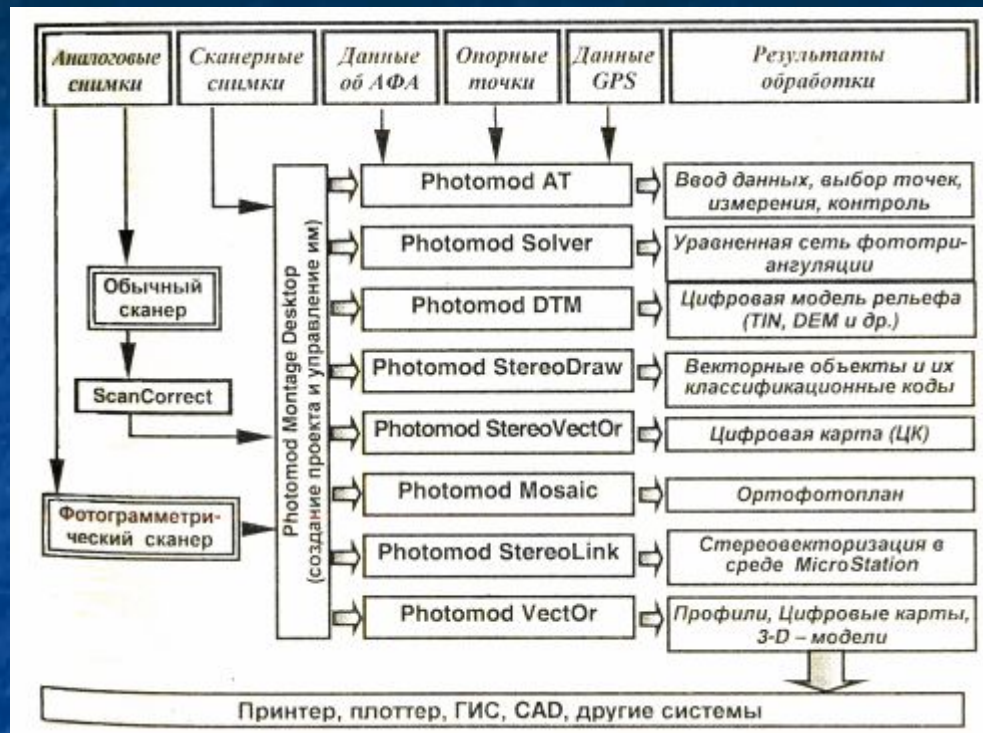 Аналоговые
снимки
Сканерные
снимки
Данные
об АФА
Опорные
точки
Данные
GPS
Результаты
обработки
Photomod Montage Desktop
(создание проекта и управление им)
Photomod AT
Ввод данных, выбор точек,
измерения, контроль
Photomod Solver
Уравненная сеть фототри-
ангуляции
Обычный
сканер
Photomod DTM
Цифровая модель рельефа
(TIN, DEM и др.)
ScanCorrect
Photomod StereoDraw
Векторные объекты и их
классификационные коды
Photomod StereoVectOr
Цифровая карта (ЦК)
Фотограмметри-
ческий сканер
Photomod Mosaic
Ортофотоплан
Photomod StereoLink
Стереовекторизация в
среде MicroStation
Photomod VectOr
Профили, Цифровые карты,
3-D – модели
Принтер, плоттер, ГИС, CAD, другие системы